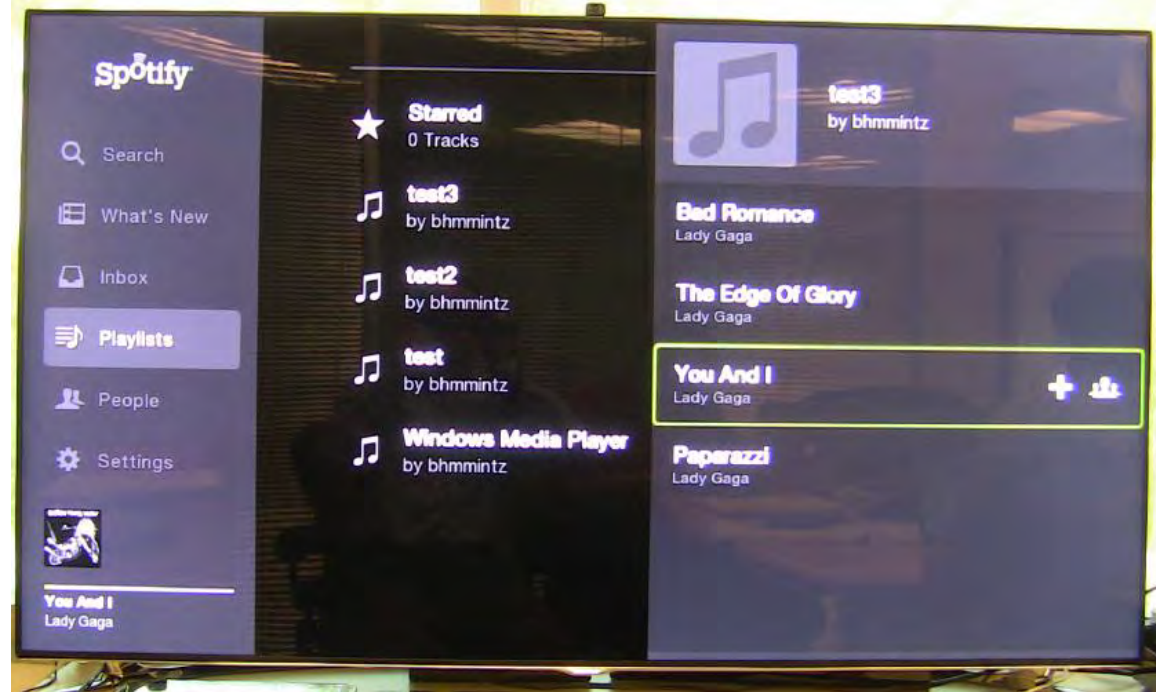 Spotify
Search
What's New
Inbox
Playlists
People
Settings
You And I
Lady Gaga
Starred
0 Tracks
test3
by bhmmintz
test2
by bhmmintz
test
by bhmmintz
Windows Media Player
by bhmmintz
test3
by bhmmintz
Bad Romance
Lady Gaga
The Edge Of Glory
Lady Gaga
You And I
Lady Gaga
Paparazzi
Lady Gaga